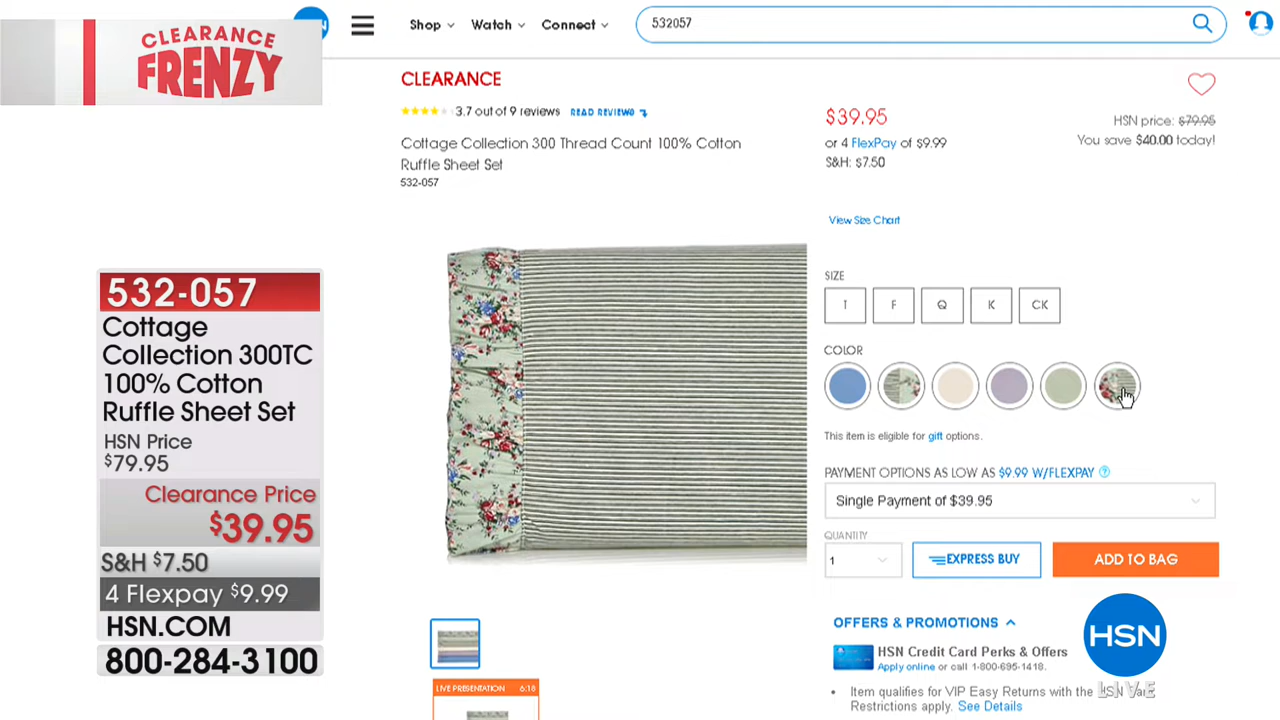 CLEARANCE
FRENZY
Shop
Watch
Connect
532057
CLEARANCE
3.7 out of 9 reviews
READ REVIEWS
Cottage Collection 300 Thread Count 100% Cotton
Ruffle Sheet Set
532-057
$39.95
or 4 FlexPay of $9.99
S&H: $7.50
HSN price: $79.95
You save $40.00 today!
View Size Chart
SIZE
T F Q K CK
COLOR
This item is eligible for gift options.
PAYMENT OPTIONS AS LOW AS $9.99 W/FLEXPAY ?
Single Payment of $39.95
QUANTITY
1
EXPRESS BUY
ADD TO BAG
OFFERS & PROMOTIONS
HSN Credit Card Perks & Offers
Apply online or call 1-800-695-1418.
Item qualifies for VIP Easy Returns with the
Restrictions apply. See Details
HSN
LIVE
LIVE PRESENTATION 6:18
532-057
Cottage
Collection 300TC
100% Cotton
Ruffle Sheet Set
HSN Price
$79.95
Clearance Price
$39.95
S&H $7.50
4 Flexpay $9.99
HSN.COM
800-284-3100